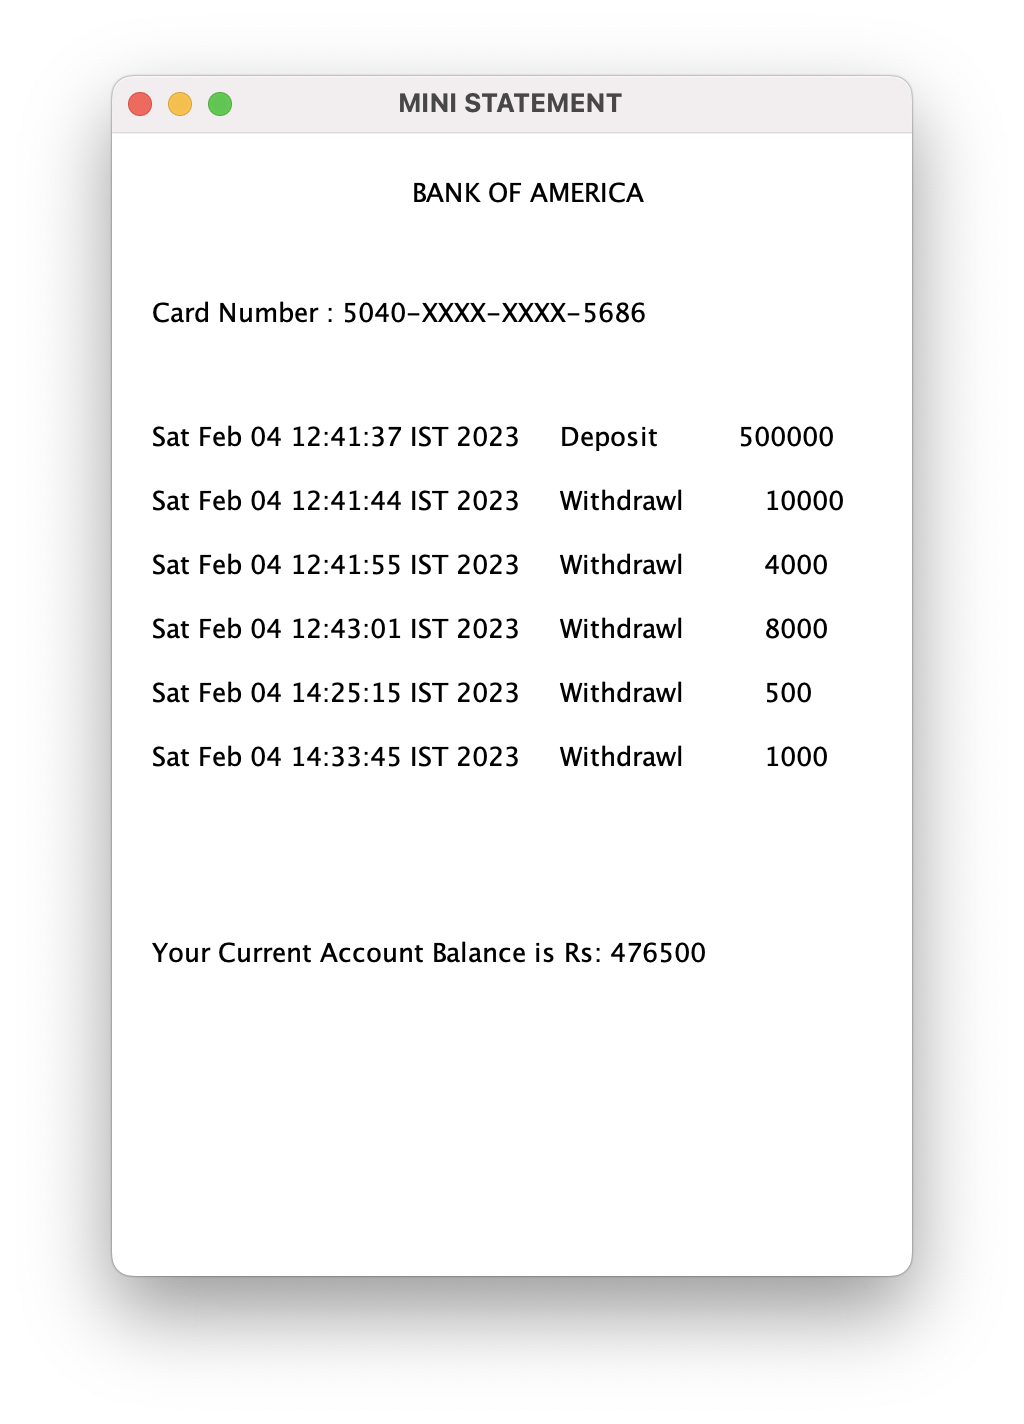 MINI STATEMENT
BANK OF AMERICA
Card Number : 5040-XXXX-XXXX-5686
Sat Feb 04 12:41:37 IST 2023 Deposit 500000
Sat Feb 04 12:41:44 IST 2023 Withdrawl 10000
Sat Feb 04 12:41:55 IST 2023 Withdrawl 4000
Sat Feb 04 12:43:01 IST 2023 Withdrawl 8000
Sat Feb 04 14:25:15 IST 2023 Withdrawl 500
Sat Feb 04 14:33:45 IST 2023 Withdrawl 1000
Your Current Account Balance is Rs: 476500